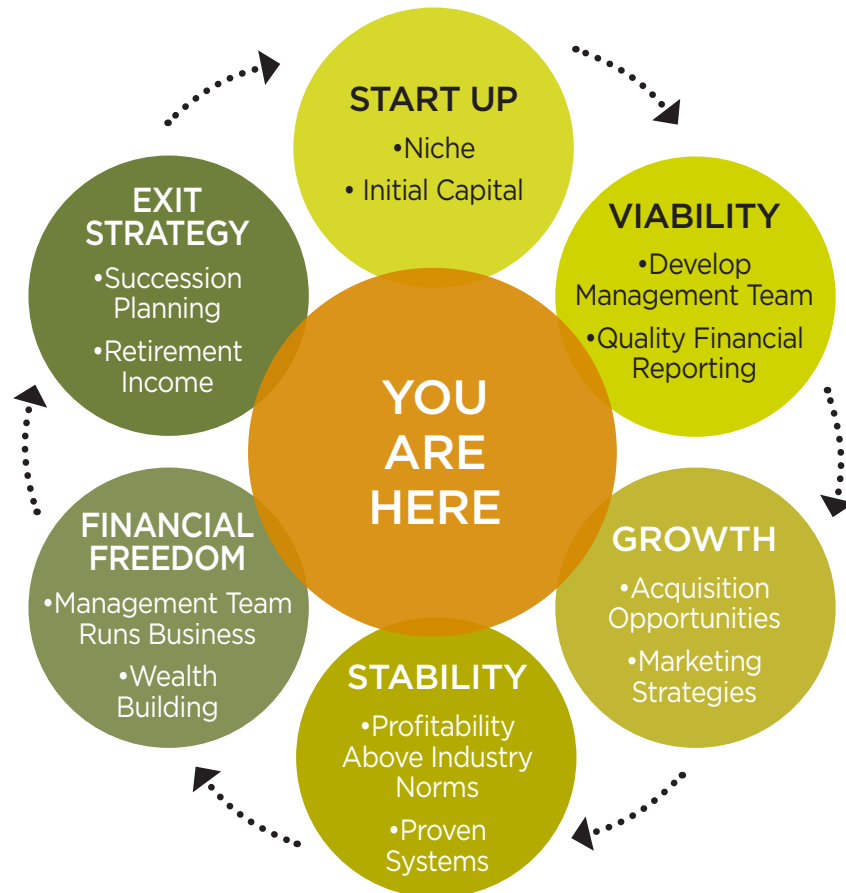 START UP
•Niche
• Initial Capital
VIABILITY
•Develop
Management Team
•Quality Financial
Reporting
GROWTH
•Acquisition
Opportunities
•Marketing
Strategies
STABILITY
•Profitability
Above Industry
Norms
•Proven
Systems
FINANCIAL
FREEDOM
•Management Team
Runs Business
•Wealth
Building
EXIT
STRATEGY
•Succession
Planning
•Retirement
Income
YOU
ARE
HERE